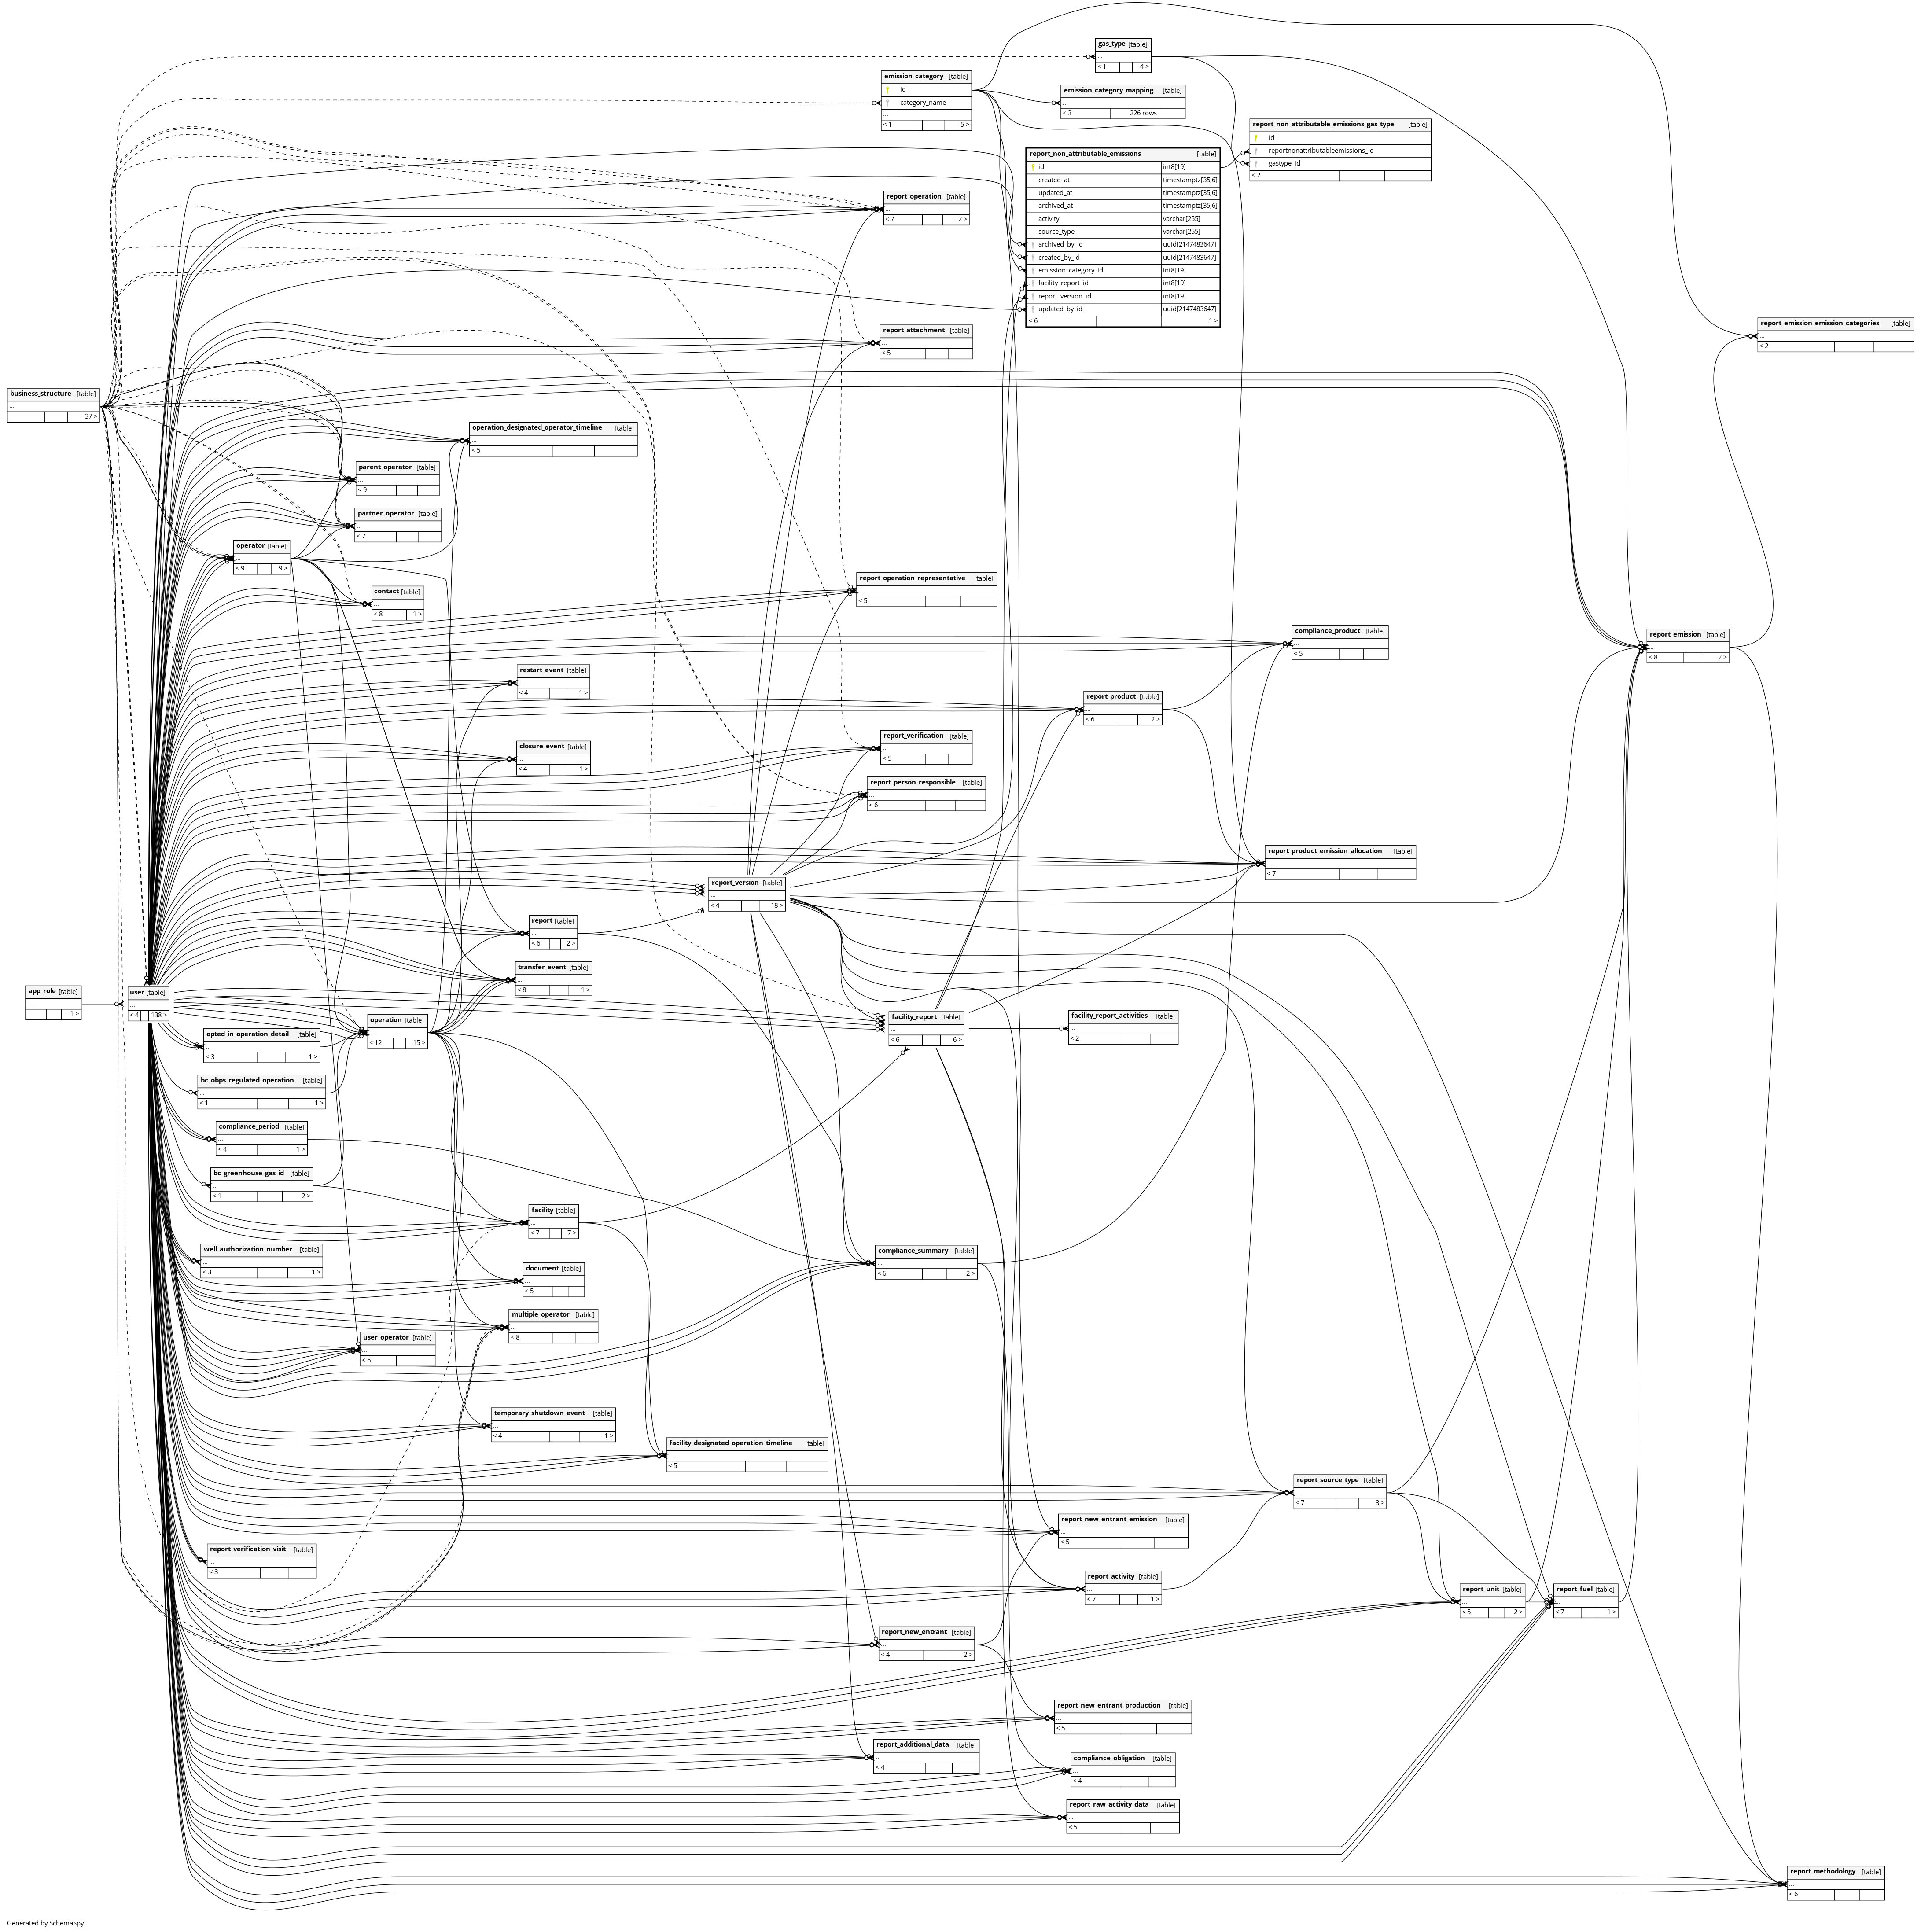 gas_type [table]
...
< 1 4 >
emission_category [table]
id
category_name
...
< 1 5 >
emission_category_mapping [table]
...
< 3 226 rows
report_non_attributable_emissions_gas_type [table]
id
reportnonattributableemissions_id
gastype_id
< 2
report_non_attributable_emissions [table]
id int8[19]
created_at timestamptz[35,6]
updated_at timestamptz[35,6]
archived_at timestamptz[35,6]
activity varchar[255]
source_type varchar[255]
archived_by_id uuid[2147483647]
created_by_id uuid[2147483647]
emission_category_id int8[19]
facility_report_id int8[19]
report_version_id int8[19]
updated_by_id uuid[2147483647]
< 6 1 >
report_operation [table]
...
< 7 2 >
report_emission_emission_categories [table]
...
< 2
report_attachment [table]
...
< 5
business_structure [table]
...
37 >
operation_designated_operator_timeline [table]
...
< 5
parent_operator [table]
...
< 9
partner_operator [table]
...
< 7
operator [table]
...
< 9 9 >
contact [table]
...
< 8 1 >
report_operation_representative [table]
...
< 5
compliance_product [table]
...
< 5
report_emission [table]
...
< 8 2 >
restart_event [table]
...
< 4 1 >
report_product [table]
...
< 6 2 >
closure_event [table]
...
< 4 1 >
report_verification [table]
...
< 5
report_person_responsible [table]
...
< 6
report_product_emission_allocation [table]
...
< 7
report_version [table]
...
< 4 18 >
report [table]
...
< 6 2 >
transfer_event [table]
...
< 8 1 >
app_role [table]
...
1 >
user [table]
...
< 4 138 >
operation [table]
...
< 12 15 >
facility_report [table]
...
< 6 6 >
facility_report_activities [table]
...
< 2
opted_in_operation_detail [table]
...
< 3 1 >
bc_obps_regulated_operation [table]
...
< 1 1 >
compliance_period [table]
...
< 4 1 >
bc_greenhouse_gas_id [table]
...
< 1 2 >
facility [table]
...
< 7 7 >
well_authorization_number [table]
...
< 3 1 >
compliance_summary [table]
...
< 6 2 >
document [table]
...
< 5
multiple_operator [table]
...
< 8
user_operator [table]
...
< 6
temporary_shutdown_event [table]
...
< 4 1 >
facility_designated_operation_timeline [table]
...
< 5
report_source_type [table]
...
< 7 3 >
report_new_entrant_emission [table]
...
< 5
report_verification_visit [table]
...
< 3
report_activity [table]
...
< 7 1 >
report_unit [table]
...
< 5 2 >
report_fuel [table]
...
< 7 1 >
report_new_entrant [table]
...
< 4 2 >
report_new_entrant_production [table]
...
< 5
report_additional_data [table]
...
< 4
compliance_obligation [table]
...
< 4
report_raw_activity_data [table]
...
< 5
report_methodology [table]
...
< 6
Generated by SchemaSpy